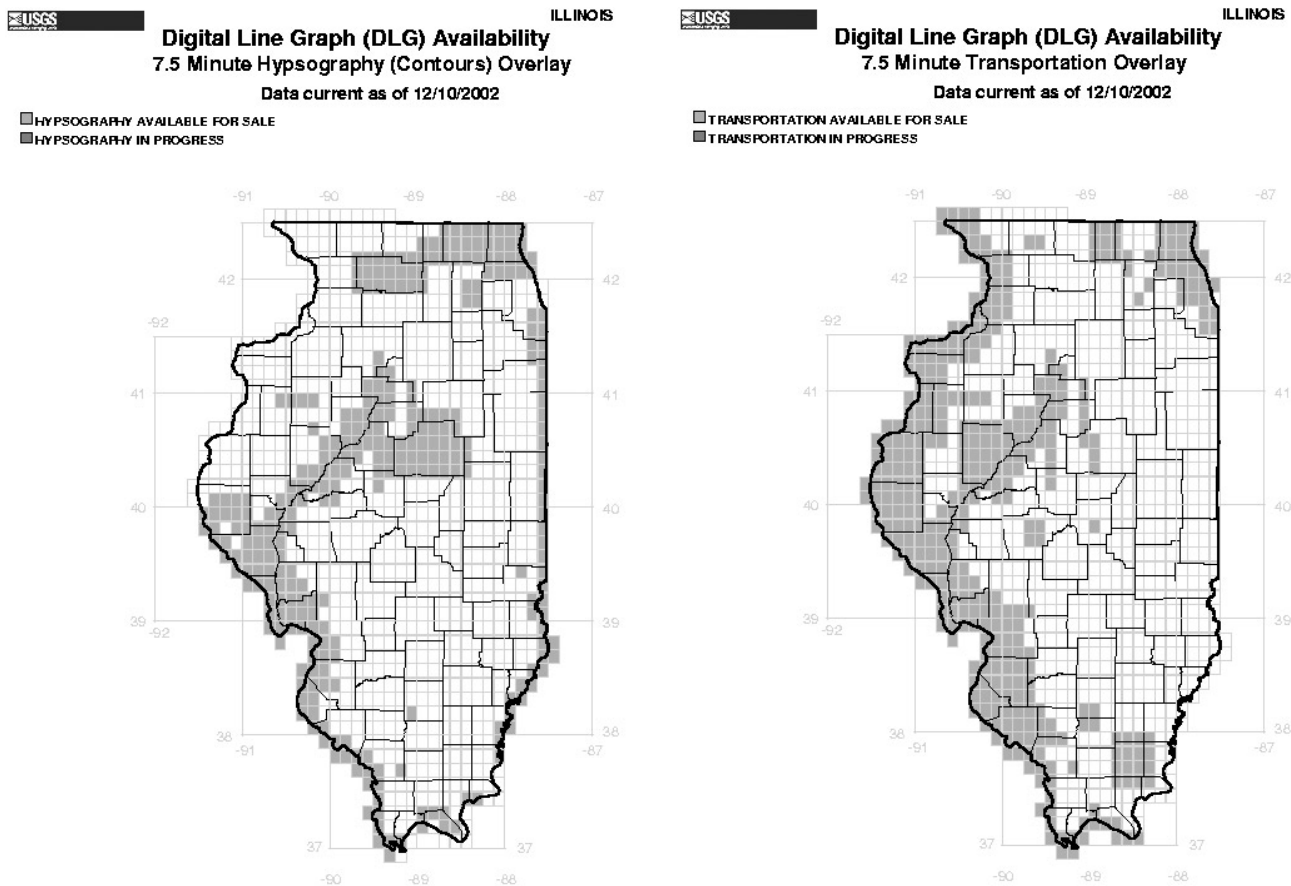 USGS
ILLINOIS
Digital Line Graph (DLG) Availability
7.5 Minute Hypsography (Contours) Overlay
Data current as of 12/10/2002
HYPSOGRAPHY AVAILABLE FOR SALE
HYPSOGRAPHY IN PROGRESS
-91 -90 -89 -88 -87
42 42
-92
41 41
40 40
39 39
-92
38 38
-91 -87
37 37
-90 -89 -88
USGS
ILLINOIS
Digital Line Graph (DLG) Availability
7.5 Minute Transportation Overlay
Data current as of 12/10/2002
TRANSPORTATION AVAILABLE FOR SALE
TRANSPORTATION IN PROGRESS
-91 -90 -89 -88 -87
42 42
-92
41 41
40 40
39 39
-92
38 38
-91 -87
37 37
-90 -89 -88